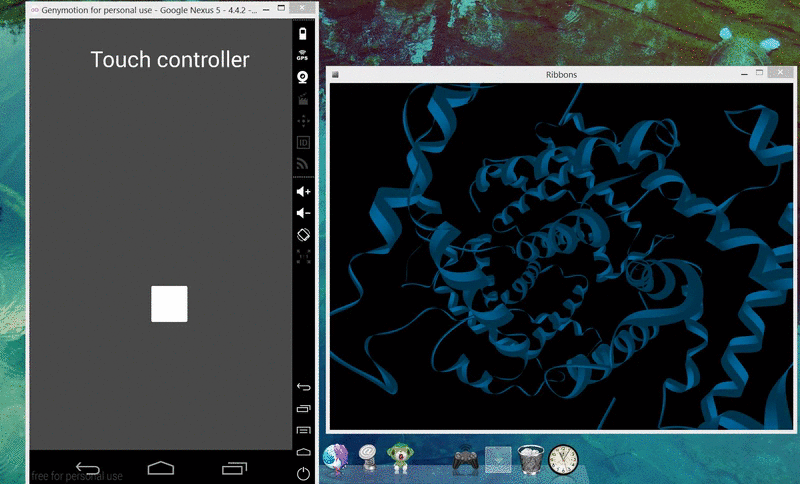 Genymotion for personal use - Google Nexus 5 - 4.4.2 -...
Touch controller
GPS
ID
free for personal use
Ribbons